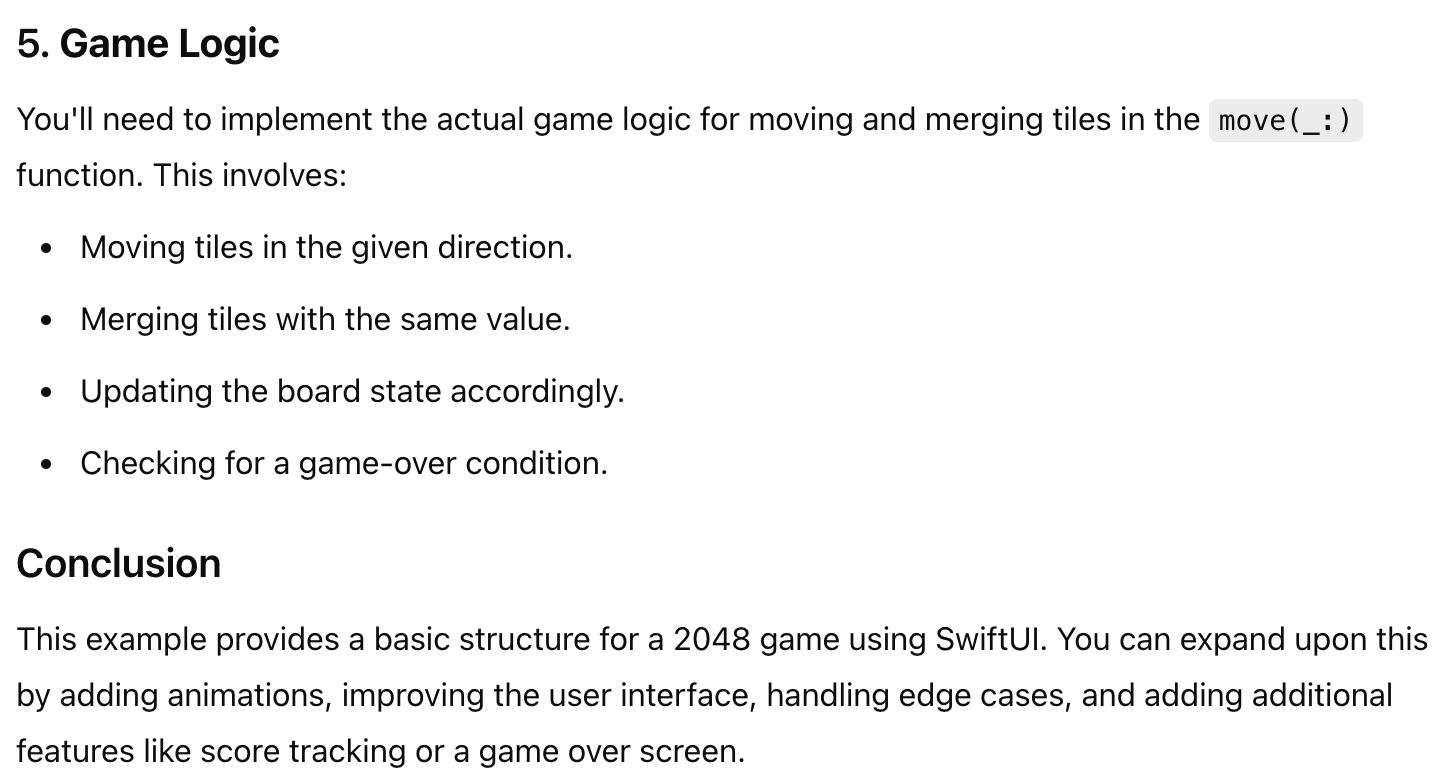 5. Game Logic
You'll need to implement the actual game logic for moving and merging tiles in the move(_:)
function. This involves:
• Moving tiles in the given direction.
• Merging tiles with the same value.
• Updating the board state accordingly.
• Checking for a game-over condition.
Conclusion
This example provides a basic structure for a 2048 game using SwiftUI. You can expand upon this
by adding animations, improving the user interface, handling edge cases, and adding additional
features like score tracking or a game over screen.